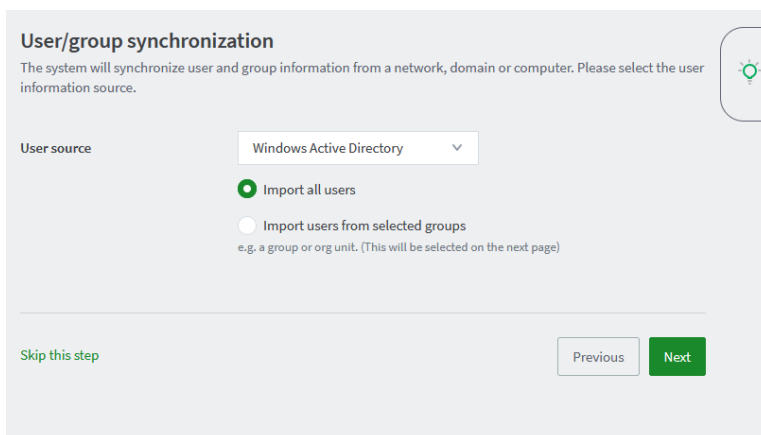 User/group synchronization
The system will synchronize user and group information from a network, domain or computer. Please select the user
information source.
User source
Windows Active Directory
Import all users
Import users from selected groups
e.g. a group or org unit. (This will be selected on the next page)
Skip this step
Previous
Next